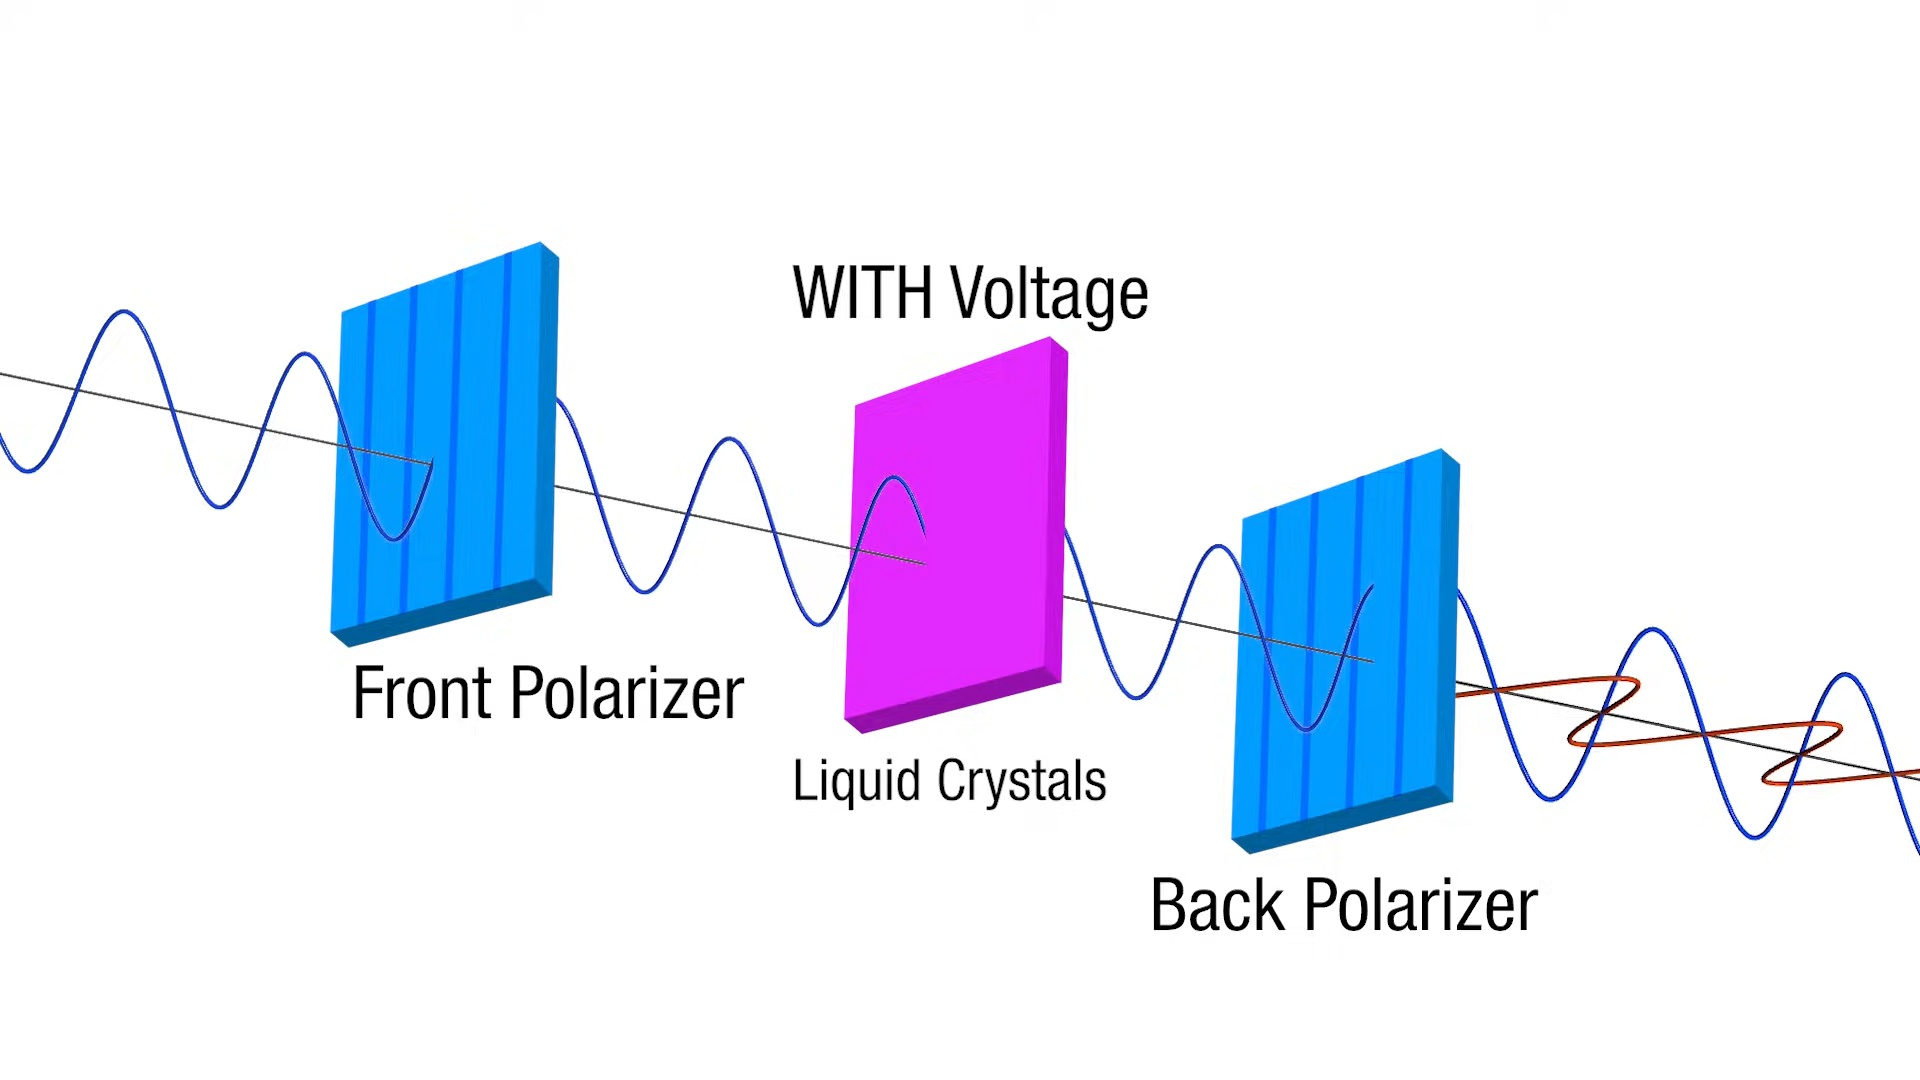 WITH Voltage
Front Polarizer
Liquid Crystals
Back Polarizer